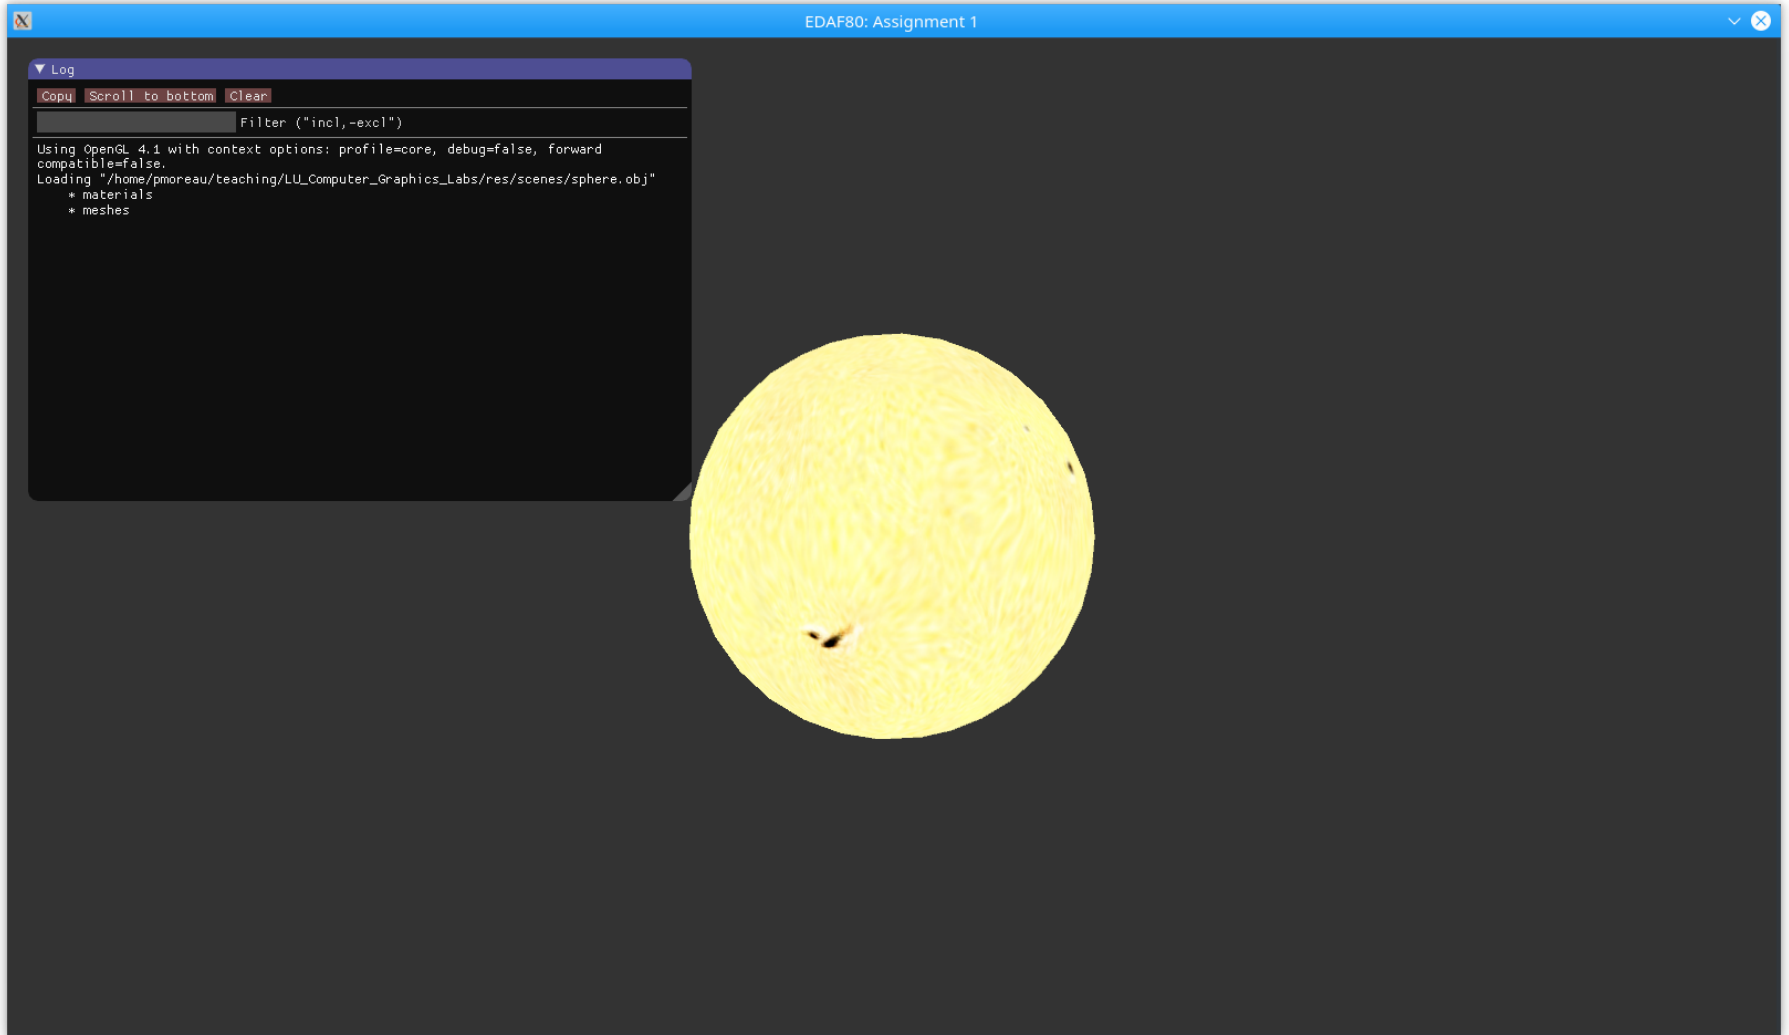 EDAF80: Assignment 1
Log
Copy Scroll to bottom Clear
Filter ("incl,-excl")
Using OpenGL 4.1 with context options: profile=core, debug=false, forward
compatible=false.
Loading "/home/pmoreau/teaching/LU_Computer_Graphics_Labs/res/scenes/sphere.obj"
* materials
* meshes